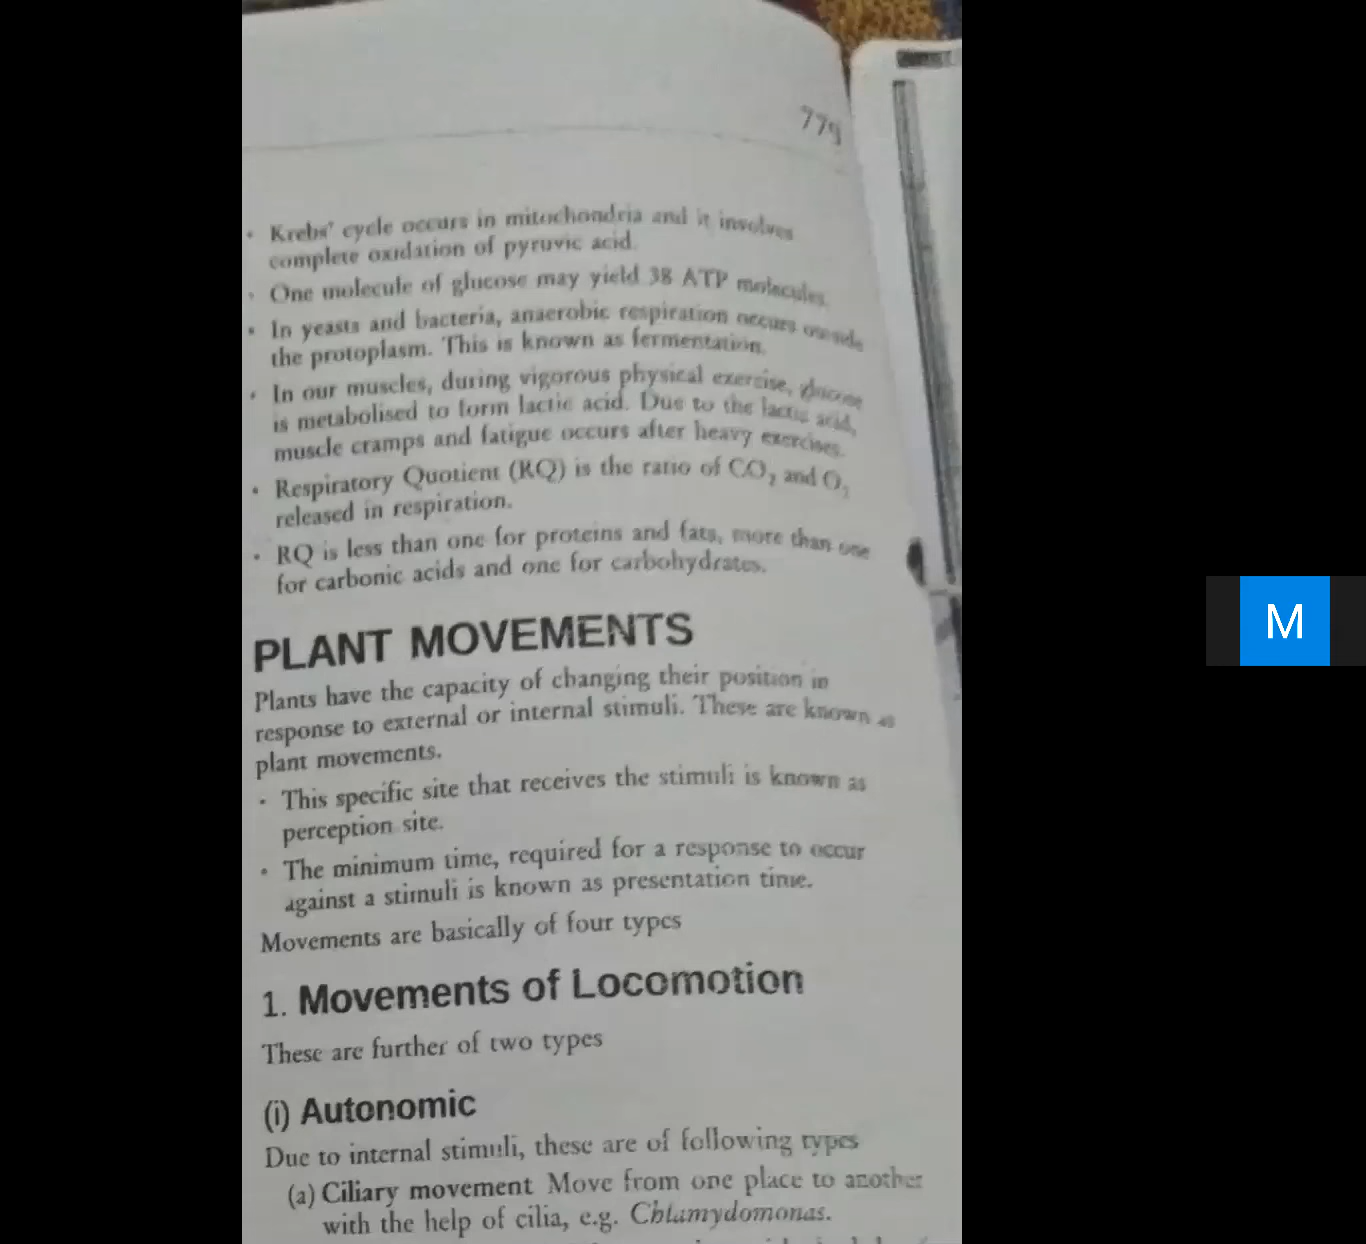 779
• Krebs' cycle occurs in mitochondria and it involves
complete oxidation of pyruvic acid.
• One molecule of glucose may yield 38 ATP molecules.
• In yeasts and bacteria, anaerobic respiration occurs outside
the protoplasm. This is known as fermentation.
• In our muscles, during vigorous physical exercise, glucose
is metabolised to form lactic acid. Due to the lactic acid,
muscle cramps and fatigue occurs after heavy exercises.
• Respiratory Quotient (RQ) is the ratio of CO₂ and O₂
released in respiration.
• RQ is less than one for proteins and fats, more than one
for carbonic acids and one for carbohydrates.
PLANT MOVEMENTS
Plants have the capacity of changing their position in
response to external or internal stimuli. These are known as
plant movements.
• This specific site that receives the stimuli is known as
perception site.
• The minimum time, required for a response to occur
against a stimuli is known as presentation time.
Movements are basically of four types
1. Movements of Locomotion
These are further of two types
(i) Autonomic
Due to internal stimuli, these are of following types
(a) Ciliary movement Move from one place to another
with the help of cilia, e.g. Chlamydomonas.
M